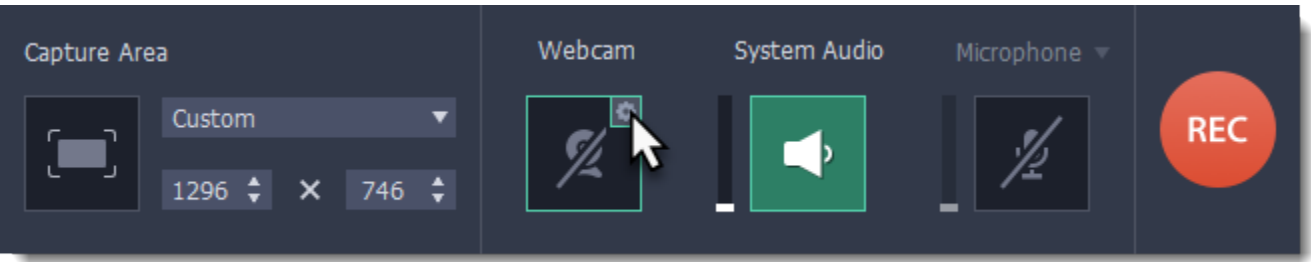 Capture Area
Custom
1296 × 746
Webcam
System Audio
Microphone
REC